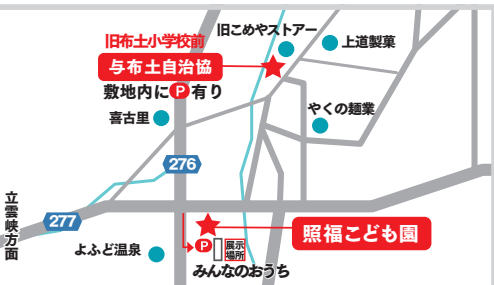 旧布土小学校前
与布土自治協
敷地内にP有り
旧こめやストアー
上道製菓
喜古里
やくの麺業
276
277
立雲峡方面
照福こども園
P
展示
場所
よふど温泉
みんなのおうち